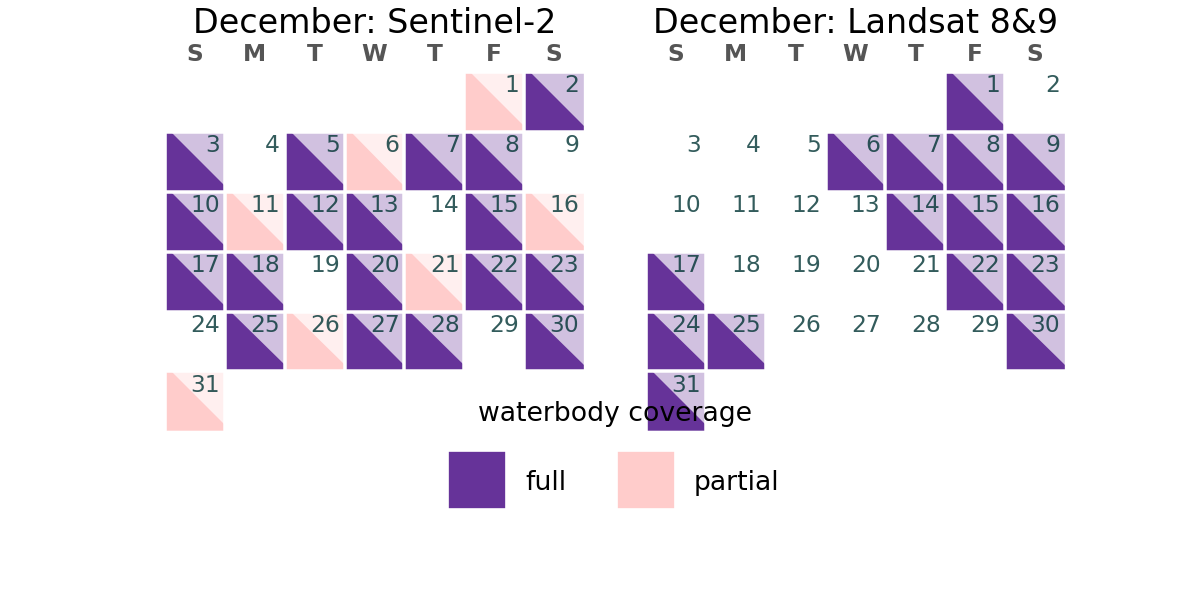 December: Sentinel-2
S M T W T F S
1 2
3 4 5 6 7 8 9
10 11 12 13 14 15 16
17 18 19 20 21 22 23
24 25 26 27 28 29 30
31
December: Landsat 8&9
S M T W T F S
1 2
3 4 5 6 7 8 9
10 11 12 13 14 15 16
17 18 19 20 21 22 23
24 25 26 27 28 29 30
31
waterbody coverage
full
partial